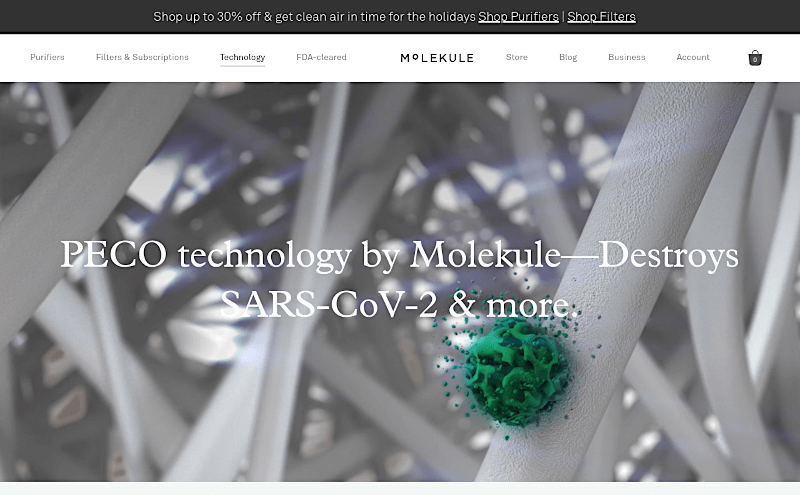 Shop up to 30% off & get clean air in time for the holidays Shop Purifiers | Shop Filters
Purifiers Filters & Subscriptions Technology FDA-cleared MOLEKULE Store Blog Business Account 0
PECO technology by Molekule—Destroys
SARS-CoV-2 & more.